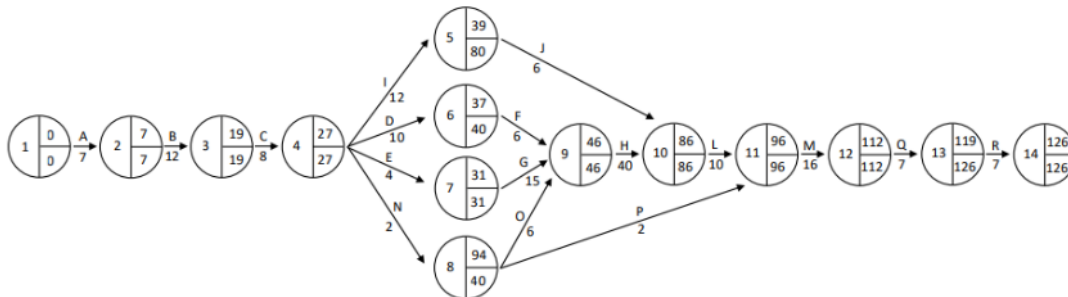 1 0 0
A 7
2 7 7
B 12
3 19 19
C 8
4 27 27
I 12
D 10
E 4
N 2
5 39 80
6 37 40
7 31 31
8 94 40
J 6
F 6
G 15
O 6
P 2
9 46 46
H 40
10 86 86
L 10
11 96 96
M 16
12 112 112
Q 7
13 119 126
R 7
14 126 126